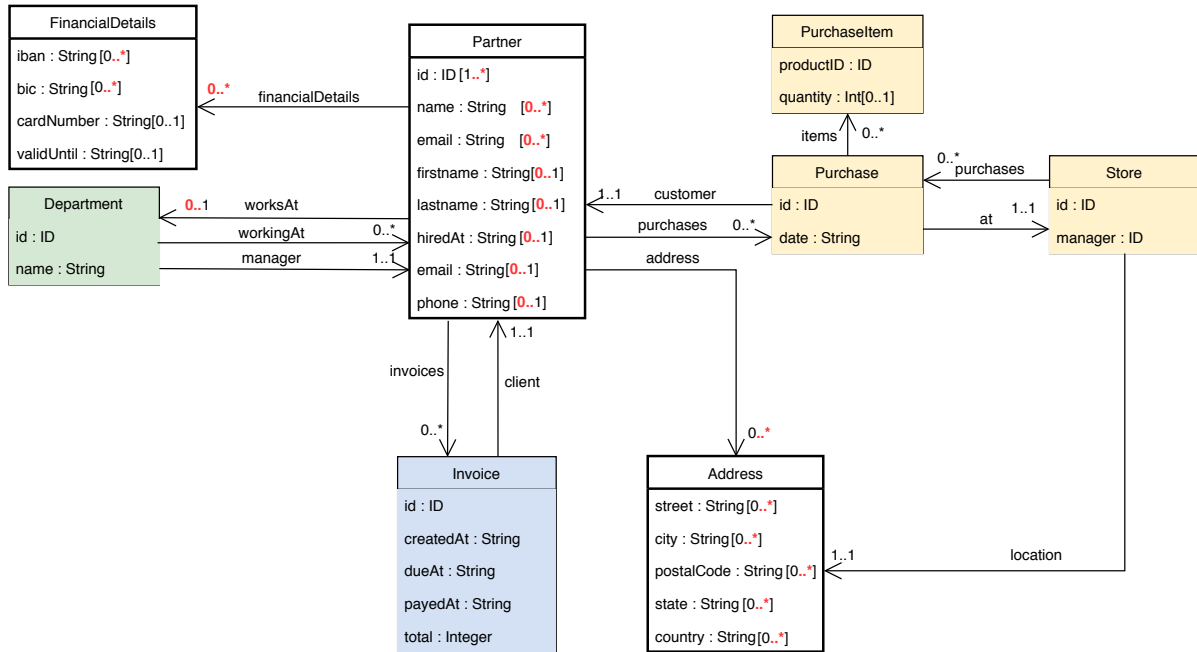 FinancialDetails
iban : String [0..*]
bic : String [0..*]
cardNumber : String[0..1]
validUntil : String[0..1]
0..*
financialDetails
Partner
id : ID [1..*]
name : String [0..*]
email : String [0..*]
firstname : String[0..1]
lastname : String [0..1]
hiredAt : String [0..1]
email : String[0..1]
phone : String [0..1]
PurchaseItem
productID : ID
quantity : Int[0..1]
items
0..*
Department
id : ID
name : String
0..1
worksAt
workingAt
0..*
manager
1..1
1..1
customer
purchases
0..*
address
Purchase
id : ID
date : String
0..*
purchases
at
1..1
Store
id : ID
manager : ID
invoices
0..*
1..1
client
0..*
Invoice
id : ID
createdAt : String
dueAt : String
payedAt : String
total : Integer
Address
street : String [0..*]
city : String [0..*]
postalCode : String [0..*]
state : String [0..*]
country : String [0..*]
1..1
location